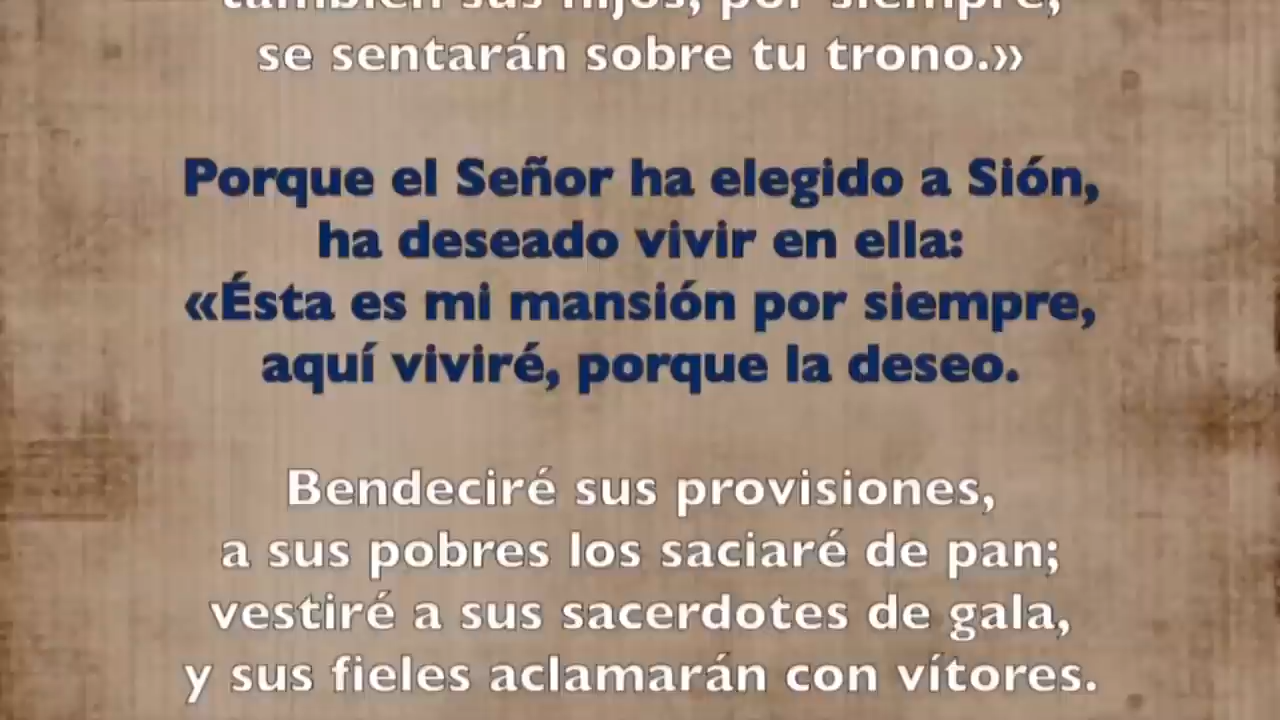 también sus hijos, por siempre,
se sentarán sobre tu trono.»
Porque el Señor ha elegido a Sión,
ha deseado vivir en ella:
«Ésta es mi mansión por siempre,
aquí viviré, porque la deseo.
Bendeciré sus provisiones,
a sus pobres los saciaré de pan;
vestiré a sus sacerdotes de gala,
y sus fieles aclamarán con vítores.